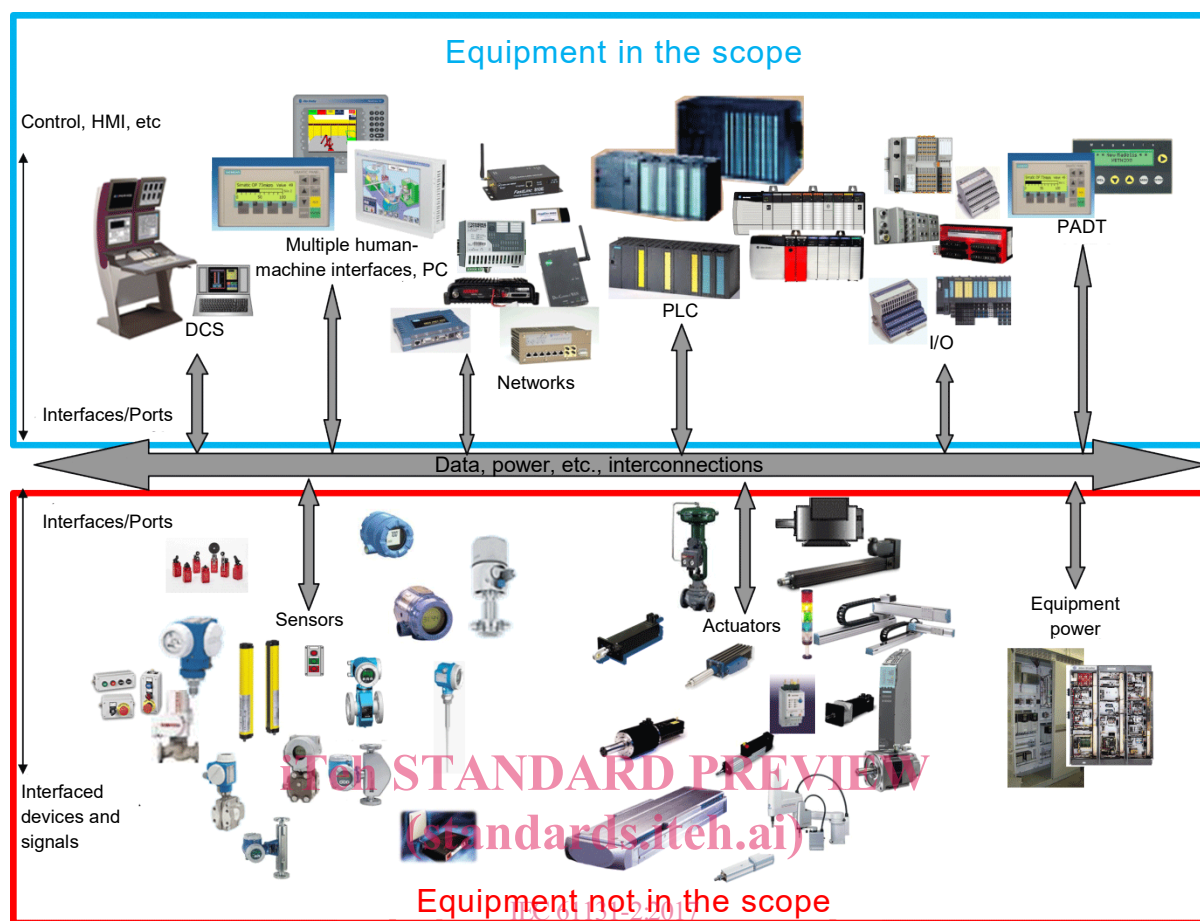 Equipment in the scope
Control, HMI, etc
Multiple human-
machine interfaces, PC
DCS
Networks
PLC
I/O
PADT
Interfaces/Ports
Data, power, etc., interconnections
Interfaces/Ports
Sensors
Actuators
Equipment
power
Interfaced
devices and
signals
iTeh STANDARD PREVIEW
(standards.iteh.ai)
Equipment not in the scope
IEC 61131-2:2017